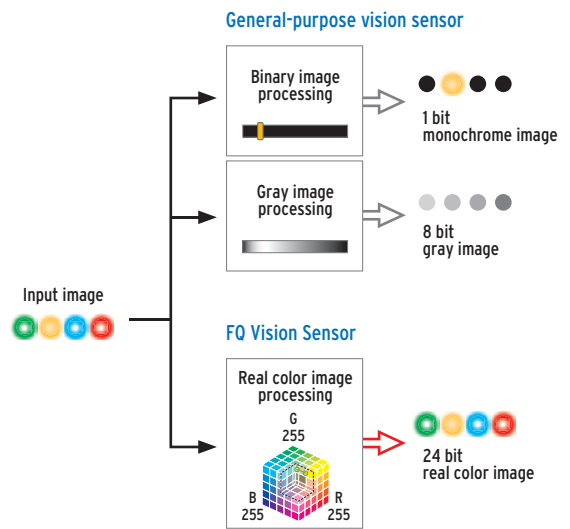 General-purpose vision sensor
Binary image
processing
1 bit
monochrome image
Gray image
processing
8 bit
gray image
Input image
FQ Vision Sensor
Real color image
processing
G
255
B
255
R
255
24 bit
real color image